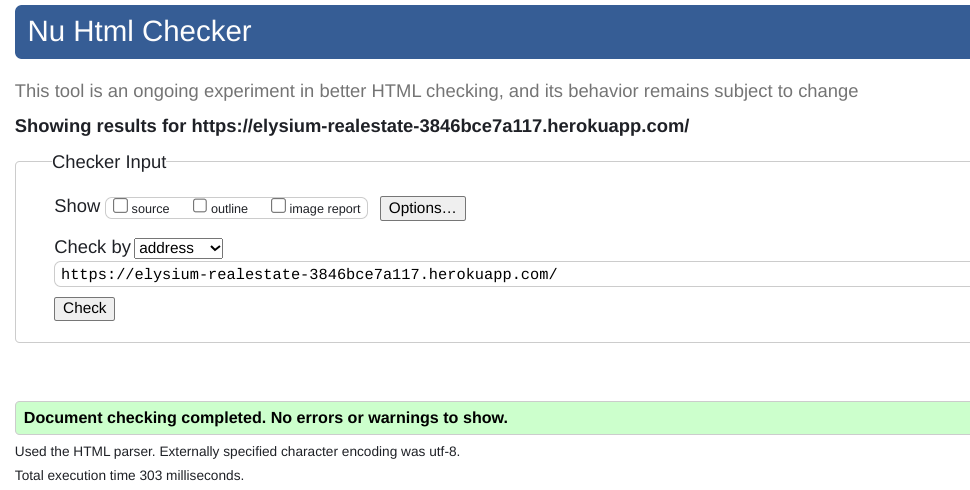 Nu Html Checker
This tool is an ongoing experiment in better HTML checking, and its behavior remains subject to change
Showing results for https://elysium-realestate-3846bce7a117.herokuapp.com/
Checker Input
Show source outline image report Options…
Check by address
https://elysium-realestate-3846bce7a117.herokuapp.com/
Check
Document checking completed. No errors or warnings to show.
Used the HTML parser. Externally specified character encoding was utf-8.
Total execution time 303 milliseconds.